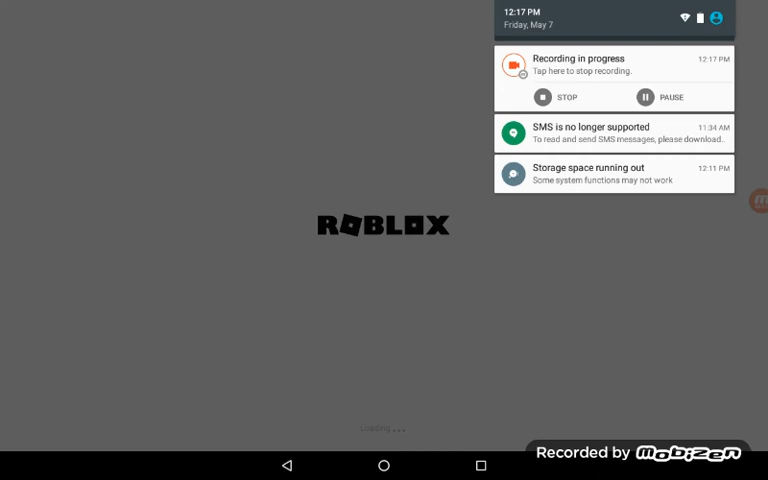 12:17 PM
Friday, May 7
Recording in progress 12:17 PM
Tap here to stop recording.
STOP PAUSE
SMS is no longer supported 11:34 AM
To read and send SMS messages, please download..
Storage space running out 12:11 PM
Some system functions may not work
ROBLOX
Loading ...
Recorded by mobizen